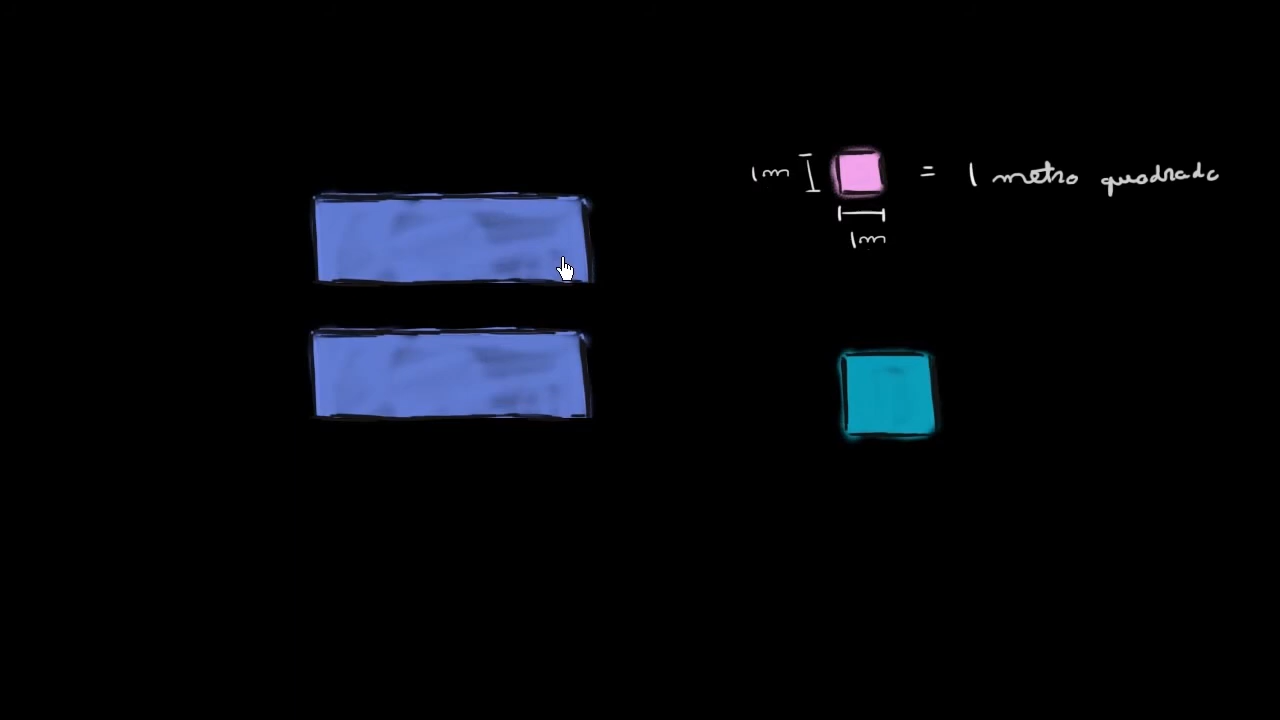 1m = 1 metro quadrado
1m